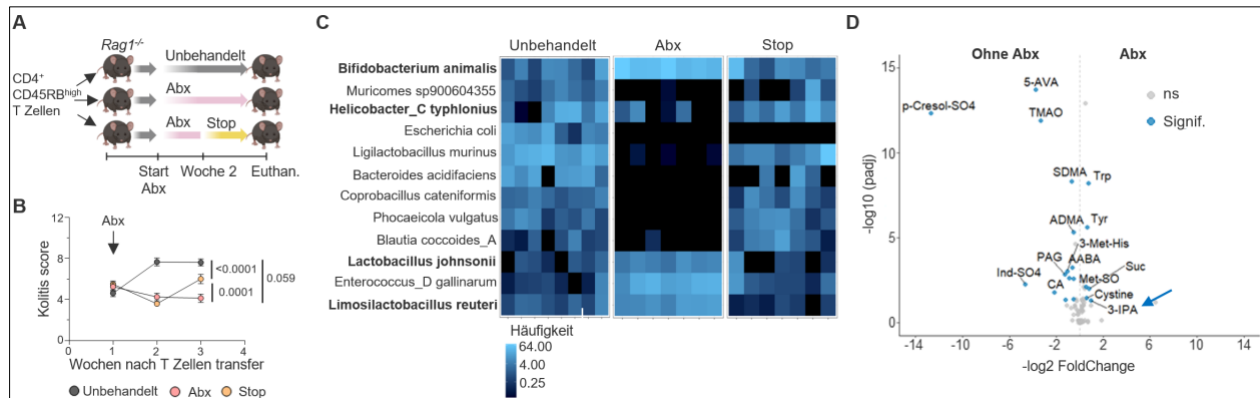 A
Rag1-/-
CD4+
CD45RBhigh
T Zellen
Unbehandelt
Abx
Abx
Stop
Start
Abx
Woche 2
Euthan.
B
Abx
Kolitis score
12
8
4
0
<0.0001
0.0001
0.059
0
1
2
3
4
Wochen nach T Zellen transfer
Unbehandelt
Abx
Stop
C
Unbehandelt
Abx
Stop
Bifidobacterium animalis
Muricomes sp900604355
Helicobacter_C typhlonius
Escherichia coli
Ligilactobacillus murinus
Bacteroides acidifaciens
Coprobacillus cateniformis
Phocaeicola vulgatus
Blautia coccoides_A
Lactobacillus johnsonii
Enterococcus_D gallinarum
Limosilactobacillus reuteri
Häufigkeit
64.00
4.00
0.25
D
Ohne Abx
Abx
15
10
5
0
-log10 (padj)
5-AVA
p-Cresol-SO4
TMAO
ns
Signif.
SDMA
Trp
ADMA
Tyr
3-Met-His
PAG
AABA
Suc
Ind-SO4
Met-SO
CA
Cystine
3-IPA
-14
-10
-6
-2
2
6
10
14
-log2 FoldChange